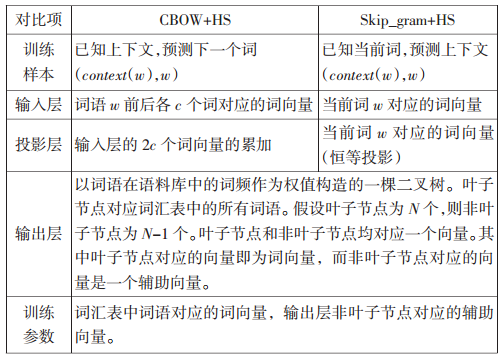 对比项 CBOW+HS Skip_gram+HS
训练样本 已知上下文,预测下一个词 已知当前词,预测上下文
(context(w),w) (context(w),w)
输入层 词语 w 前后各 c 个词对应的词向量 当前词 w 对应的词向量
投影层 输入层的 2c 个词向量的累加 当前词 w 对应的词向量
(恒等投影)
以词语在语料库中的词频作为权值构造的一棵二叉树。叶子
节点对应词汇表中的所有词语。假设叶子节点为 N 个,则非叶
输出层 子节点为 N-1 个。叶子节点和非叶子节点均对应一个向量。其
中叶子节点对应的向量即为词向量，而非叶子节点对应的向
量是一个辅助向量。
训练参数 词汇表中词语对应的词向量，输出层非叶子节点对应的辅助
向量。